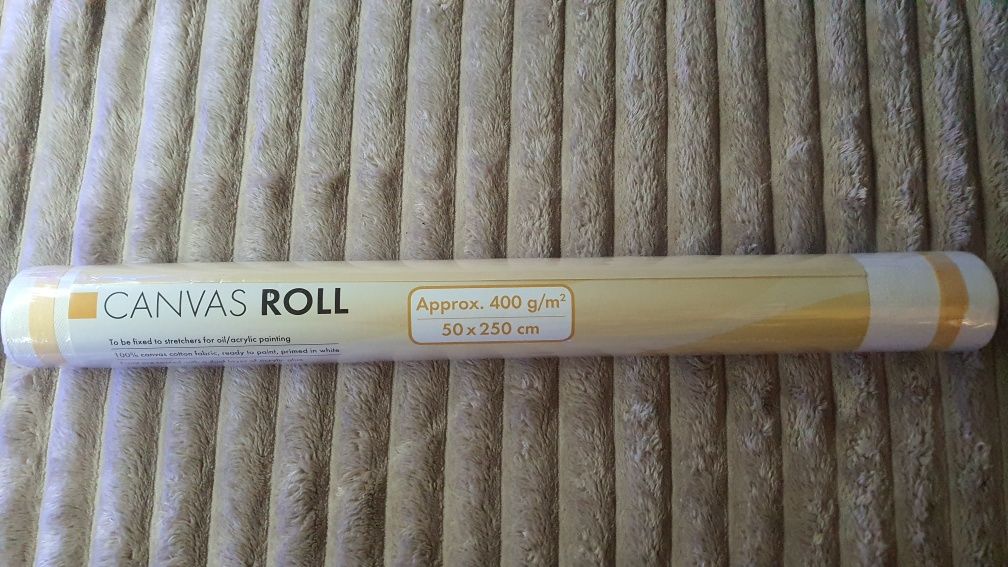 CANVAS ROLL
Approx. 400 g/m²
50 x 250 cm
To be fixed to stretchers for oil/acrylic painting
100% canvas cotton fabric, ready to paint, primed in white